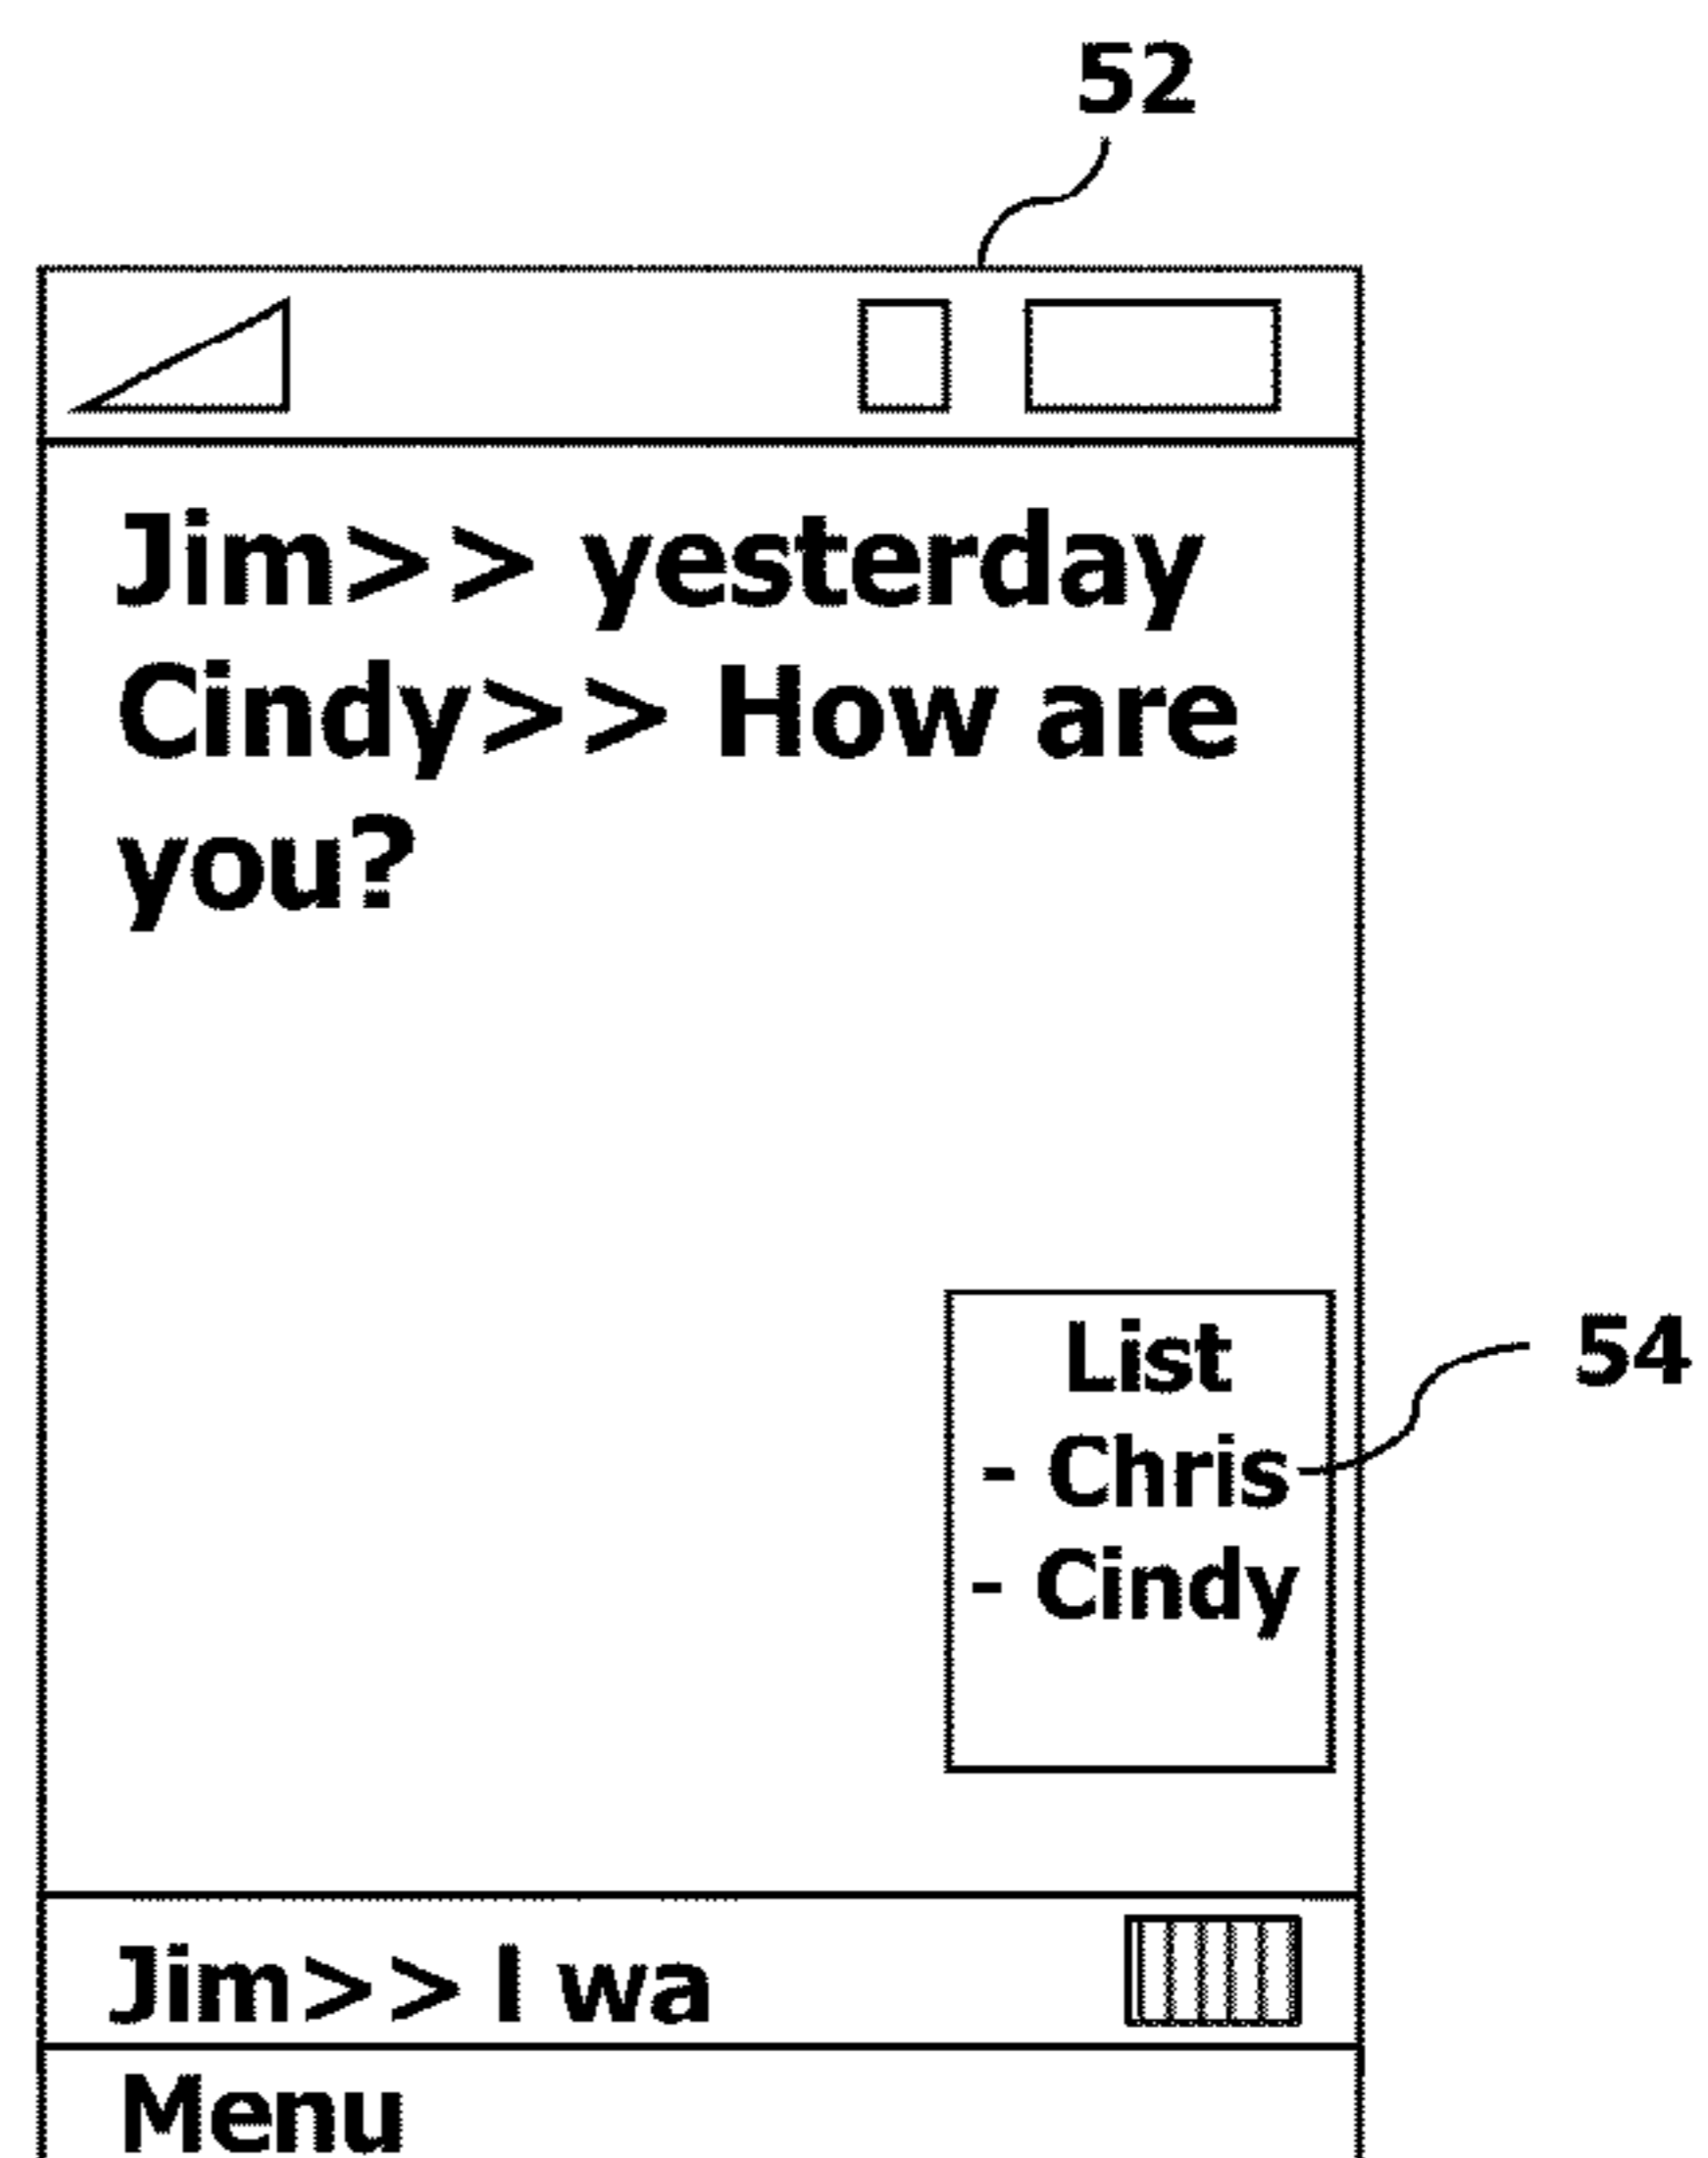 52
Jim>> yesterday
Cindy>> How are
you?
List
- Chris
- Cindy
54
Jim>> I wa
Menu